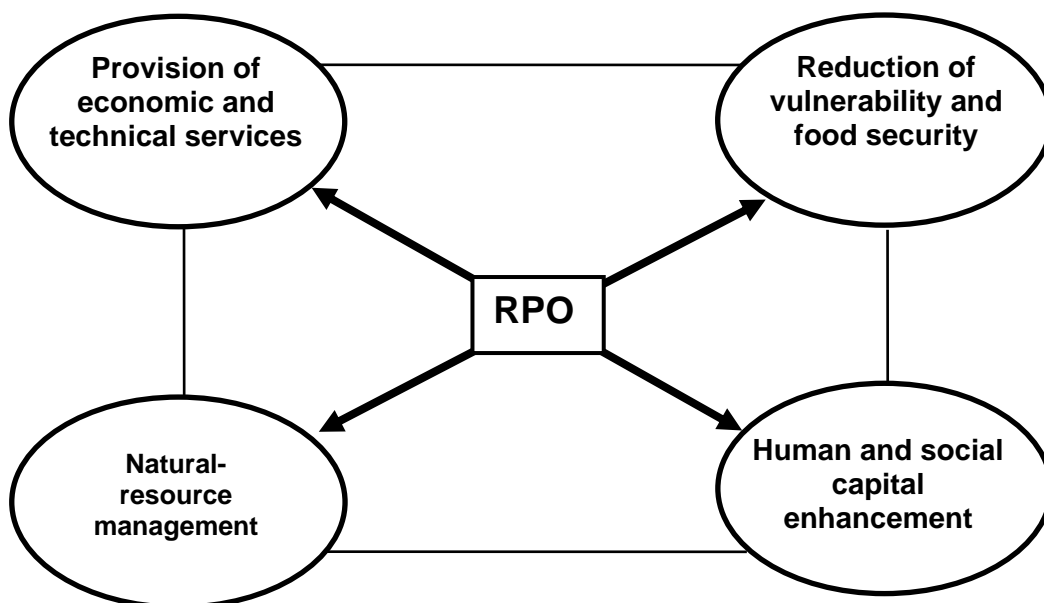 Provision of
economic and
technical services
Reduction of
vulnerability and
food security
RPO
Natural-
resource
management
Human and social
capital
enhancement